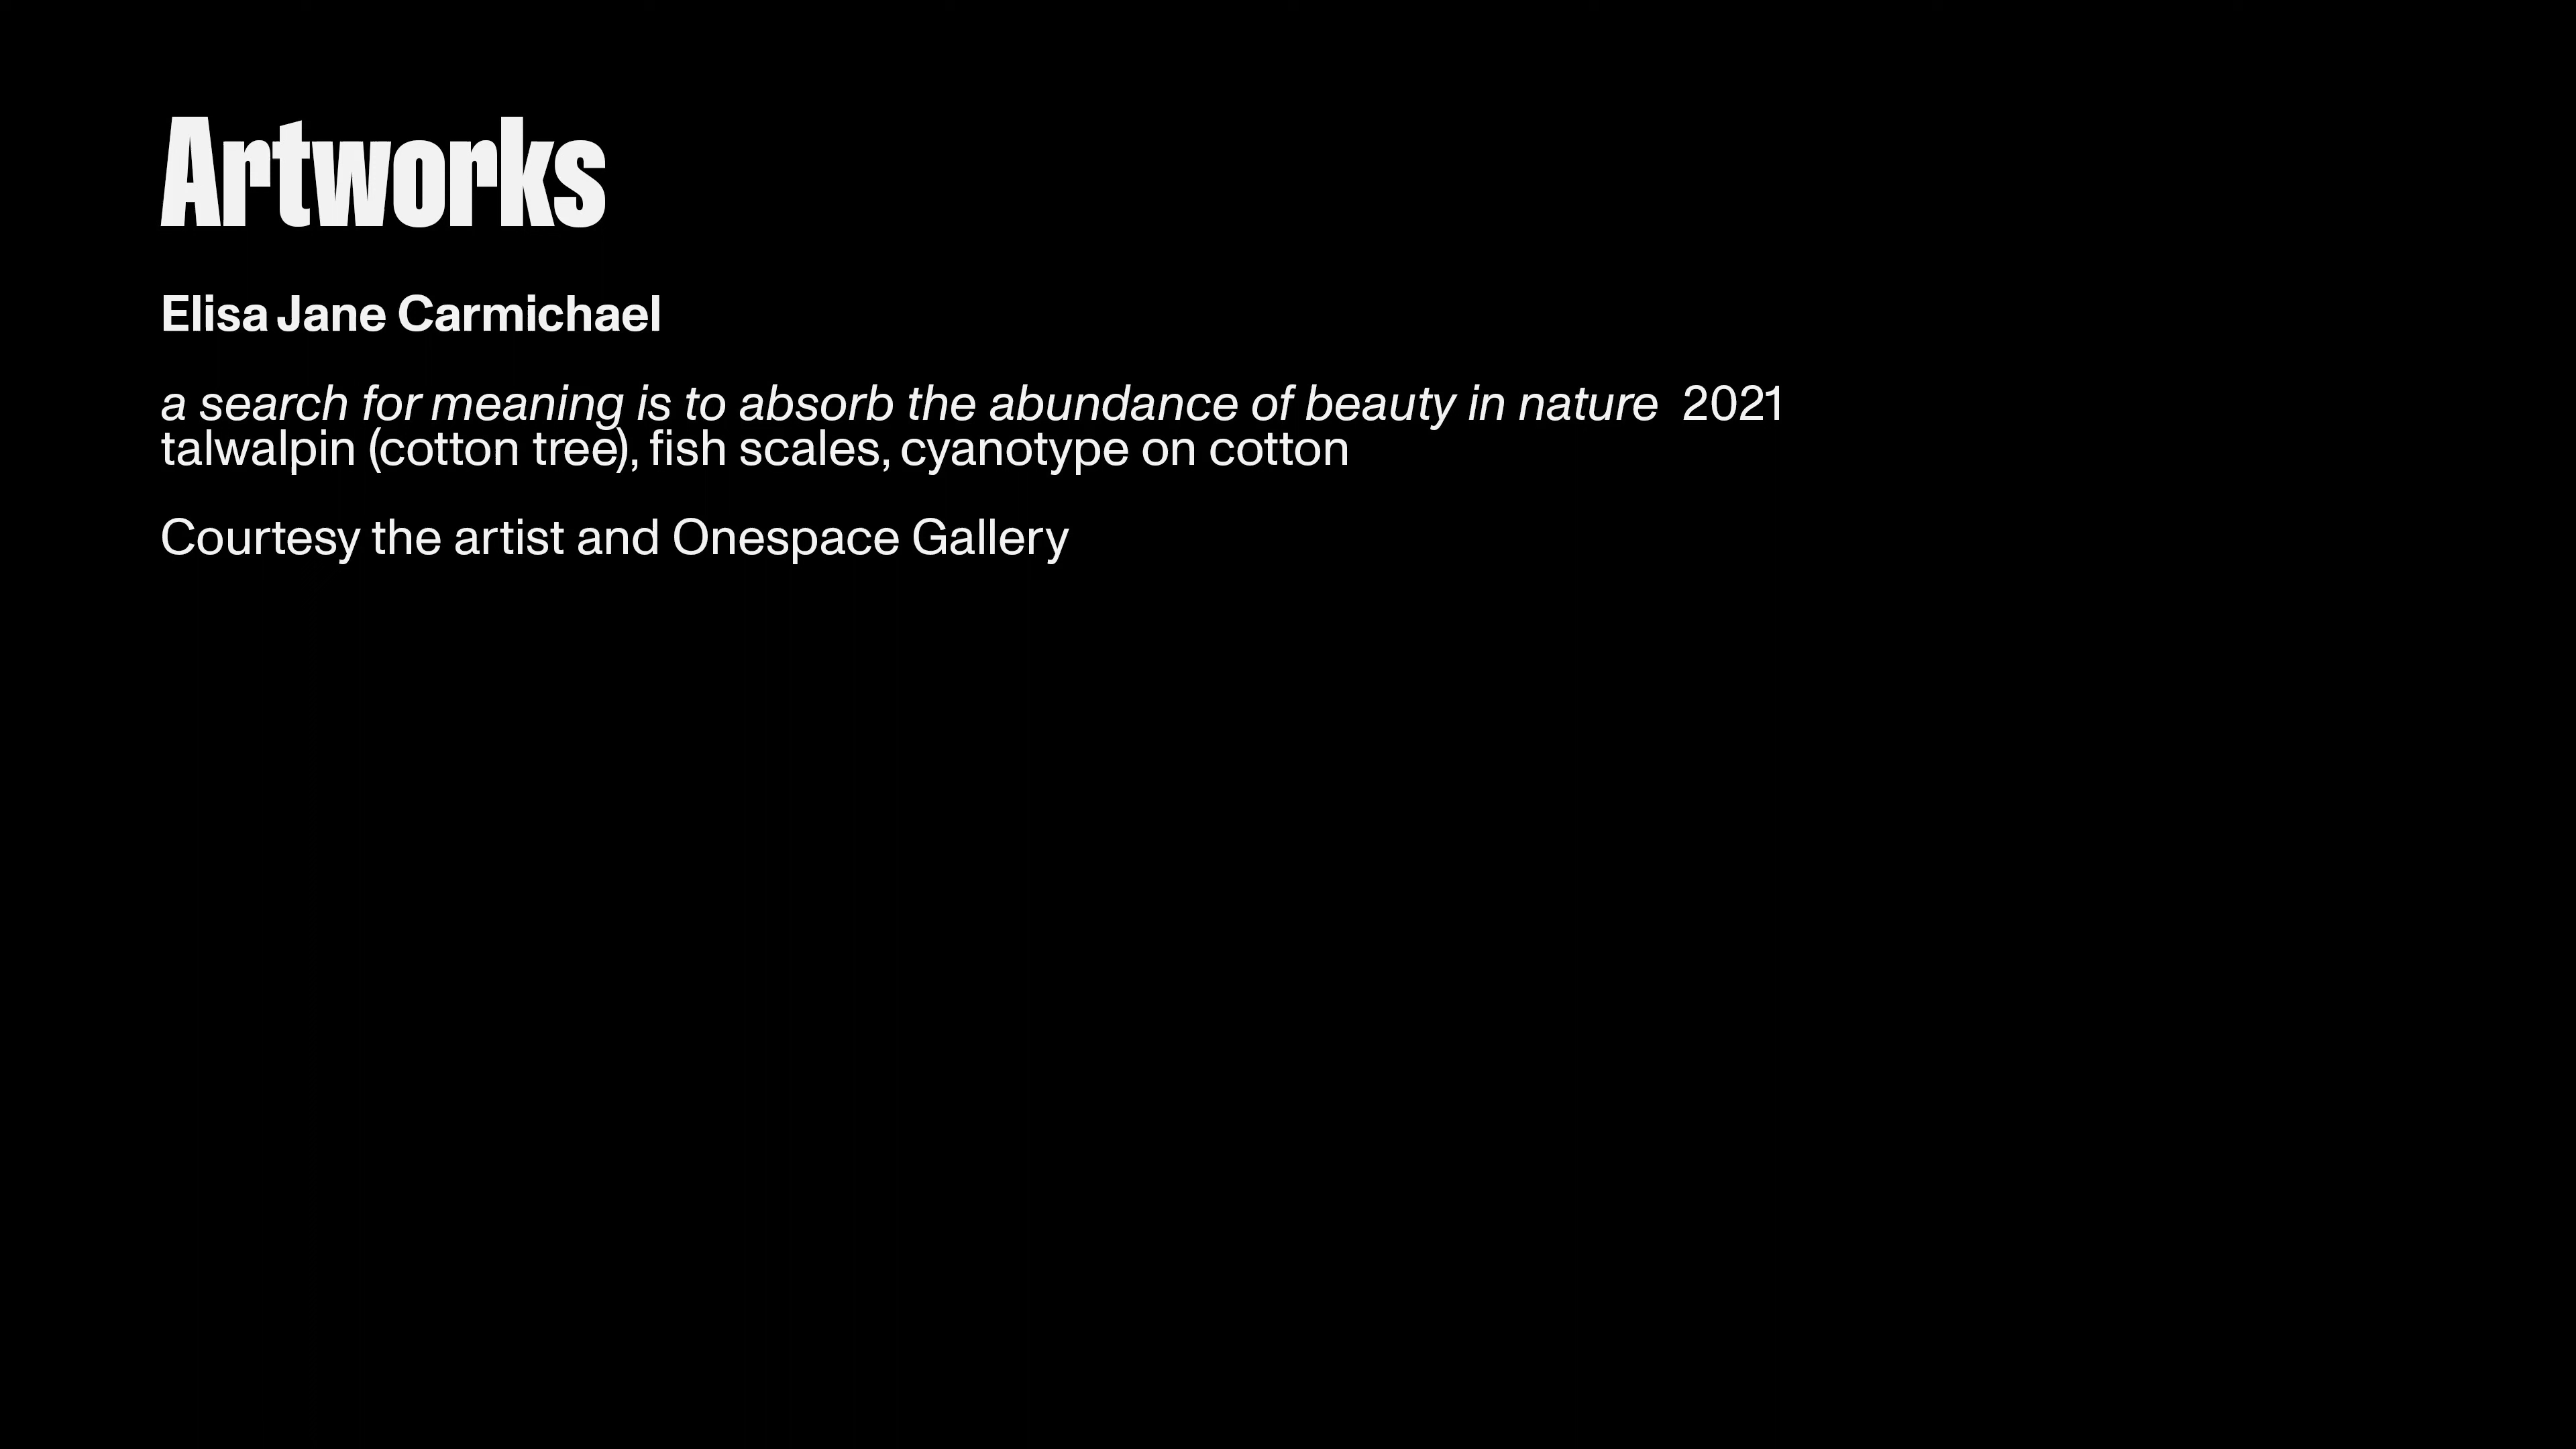 Artworks
Elisa Jane Carmichael
a search for meaning is to absorb the abundance of beauty in nature 2021
talwalpin (cotton tree), fish scales, cyanotype on cotton
Courtesy the artist and Onespace Gallery